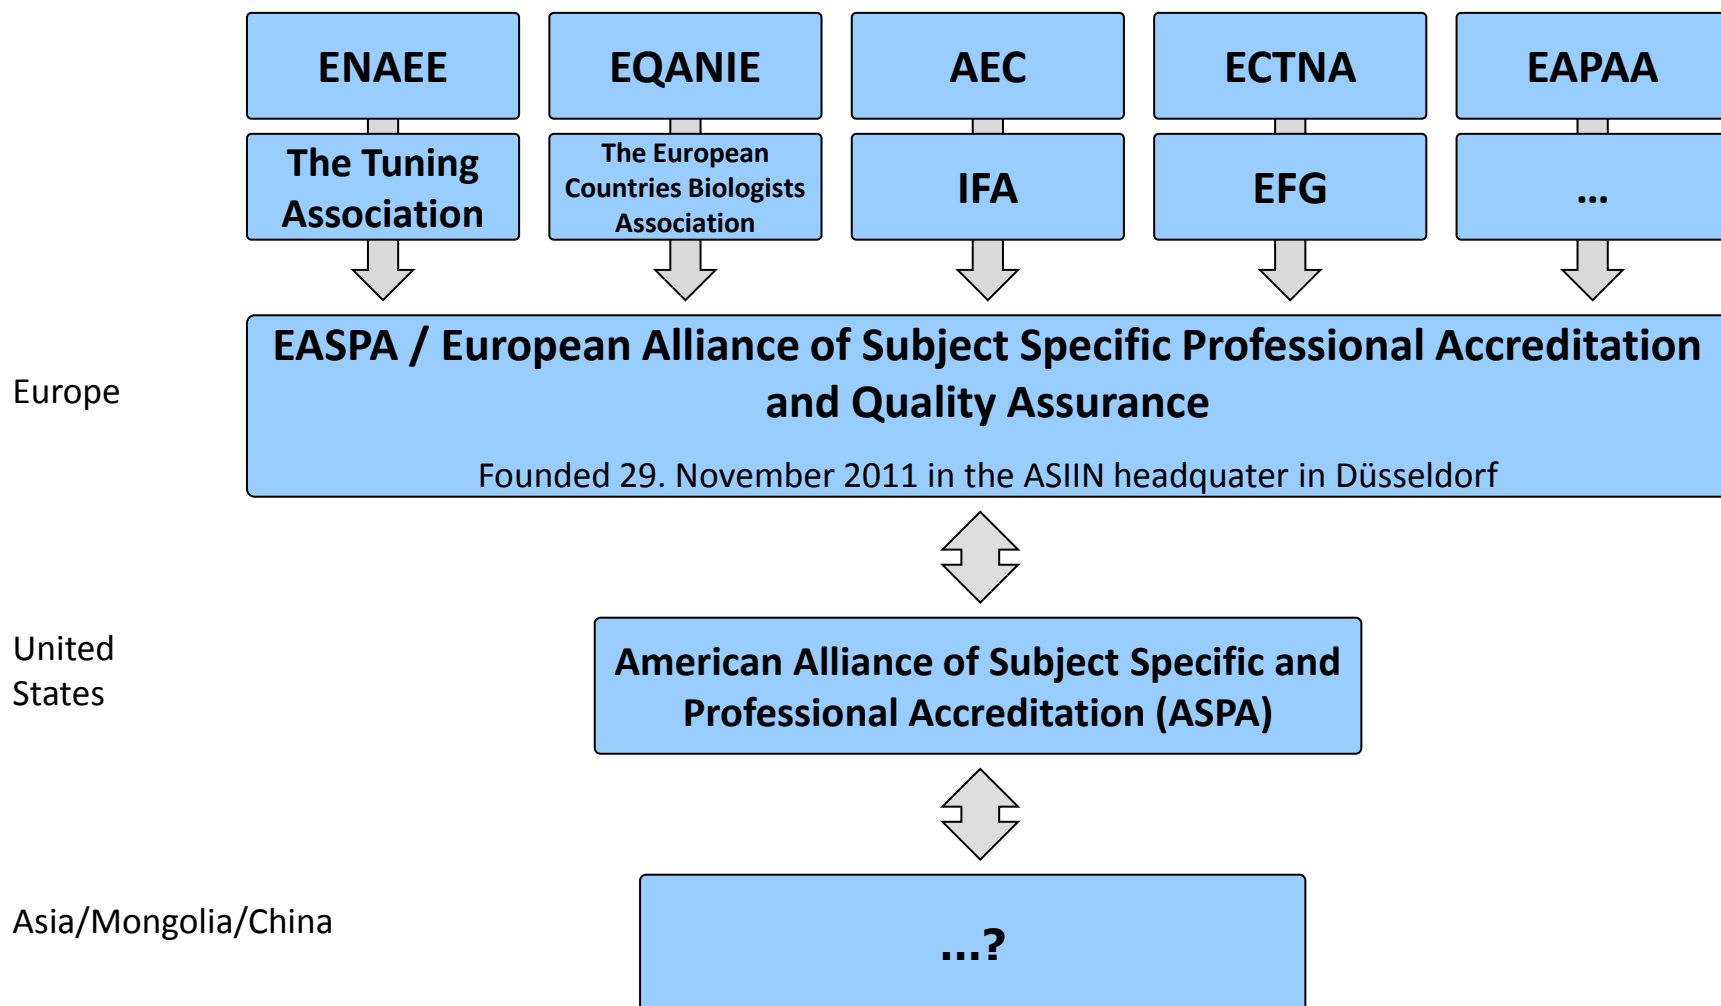 ENAEE
EQANIE
AEC
ECTNA
EAPAA
The Tuning
Association
The European
Countries Biologists
Association
IFA
EFG
...
Europe
EASPA / European Alliance of Subject Specific Professional Accreditation
and Quality Assurance
Founded 29. November 2011 in the ASIIN headquater in Düsseldorf
United
States
American Alliance of Subject Specific and
Professional Accreditation (ASPA)
Asia/Mongolia/China
...?